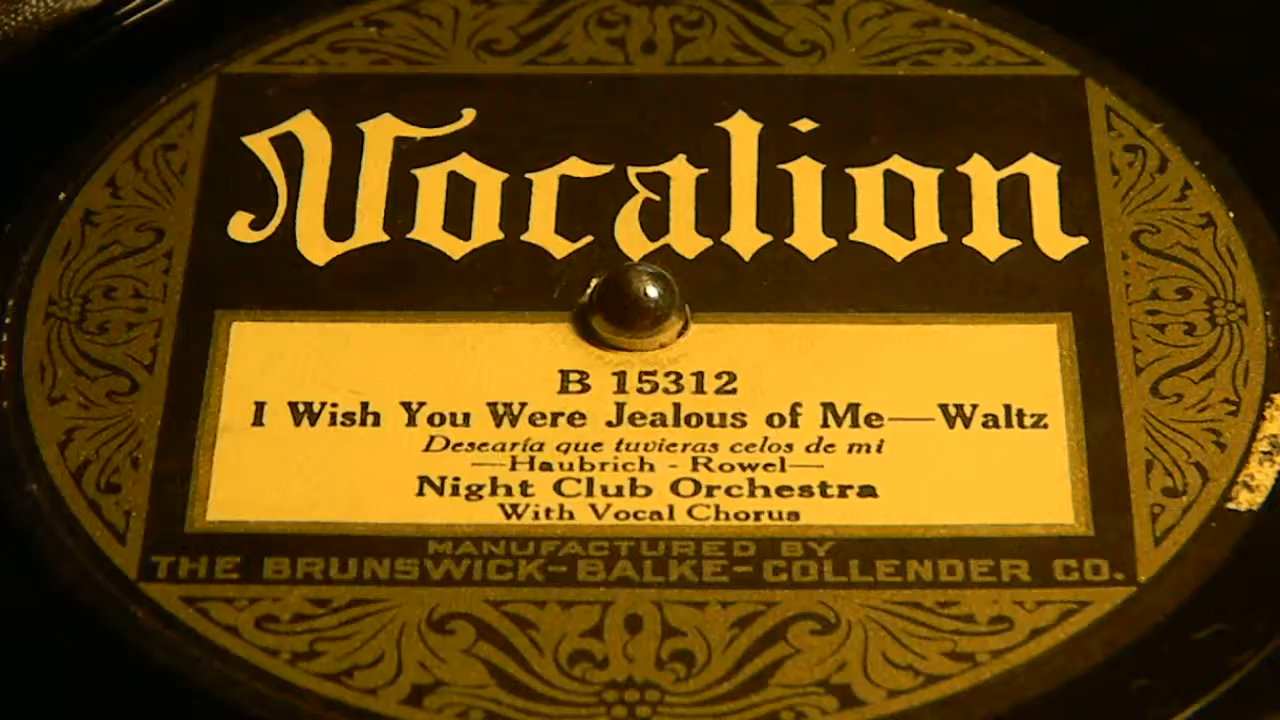 Vocalion
B 15312
I Wish You Were Jealous of Me—Waltz
Desearía que tuvieras celos de mi
—Haubrich - Rowel—
Night Club Orchestra
With Vocal Chorus
MANUFACTURED BY
THE BRUNSWICK-BALKE-COLLENDER CO.